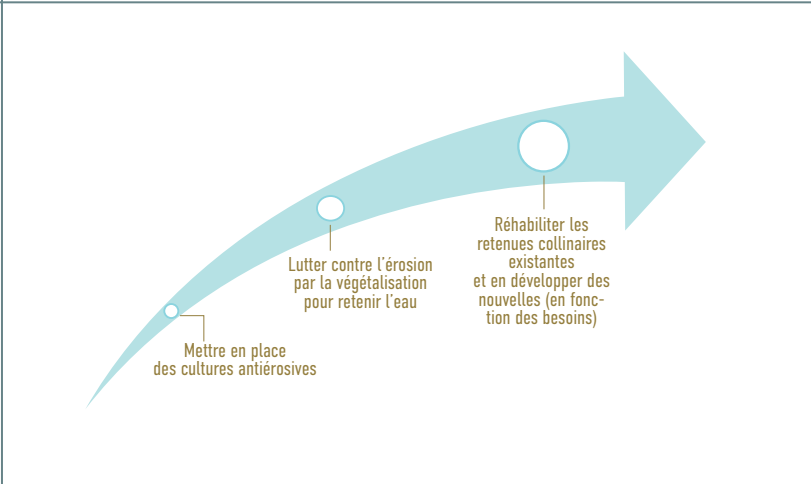 Mettre en place
des cultures antiérosives
Lutter contre l'érosion
par la végétalisation
pour retenir l'eau
Réhabiliter les
retenues collinaires
existantes
et en développer des
nouvelles (en fonc-
tion des besoins)